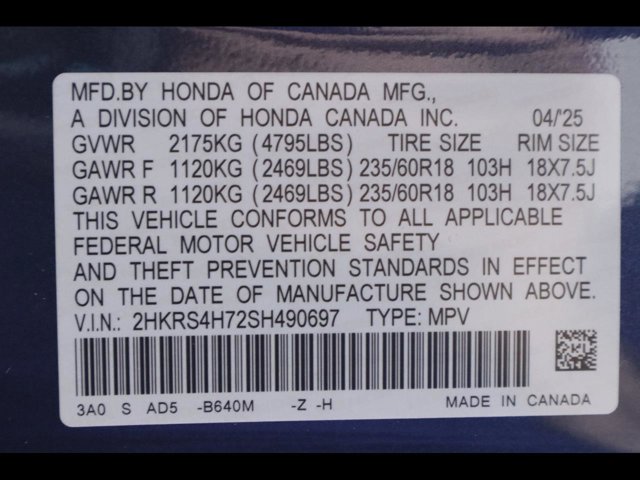 MFD.BY HONDA OF CANADA MFG.,
A DIVISION OF HONDA CANADA INC. 04/'25
GVWR 2175KG (4795LBS) TIRE SIZE RIM SIZE
GAWR F 1120KG (2469LBS) 235/60R18 103H 18X7.5J
GAWR R 1120KG (2469LBS) 235/60R18 103H 18X7.5J
THIS VEHICLE CONFORMS TO ALL APPLICABLE
FEDERAL MOTOR VEHICLE SAFETY
AND THEFT PREVENTION STANDARDS IN EFFECT
ON THE DATE OF MANUFACTURE SHOWN ABOVE.
V.I.N.: 2HKRS4H72SH490697 TYPE: MPV
3A0 S AD5 -B640M -Z -H MADE IN CANADA